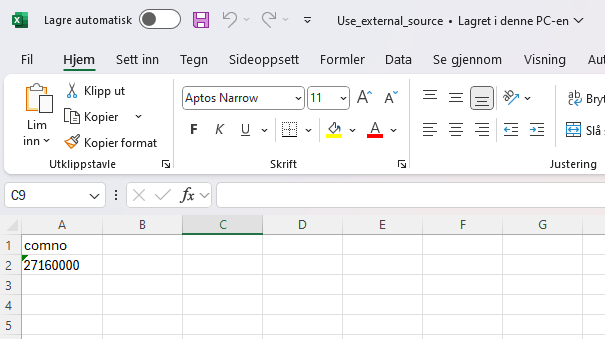 Lagre automatisk
Use_external_source • Lagret i denne PC-en
Fil Hjem Sett inn Tegn Sideoppsett Formler Data Se gjennom Visning Aut
Lim inn
Klipp ut
Kopier
Kopier format
Utklippstavle
Aptos Narrow 11 A A
F K U A
Skrift
ab Bryt
c
Slå s
Justering
C9 fx
A B C D E F G
1 comno
2 27160000
3
4
5